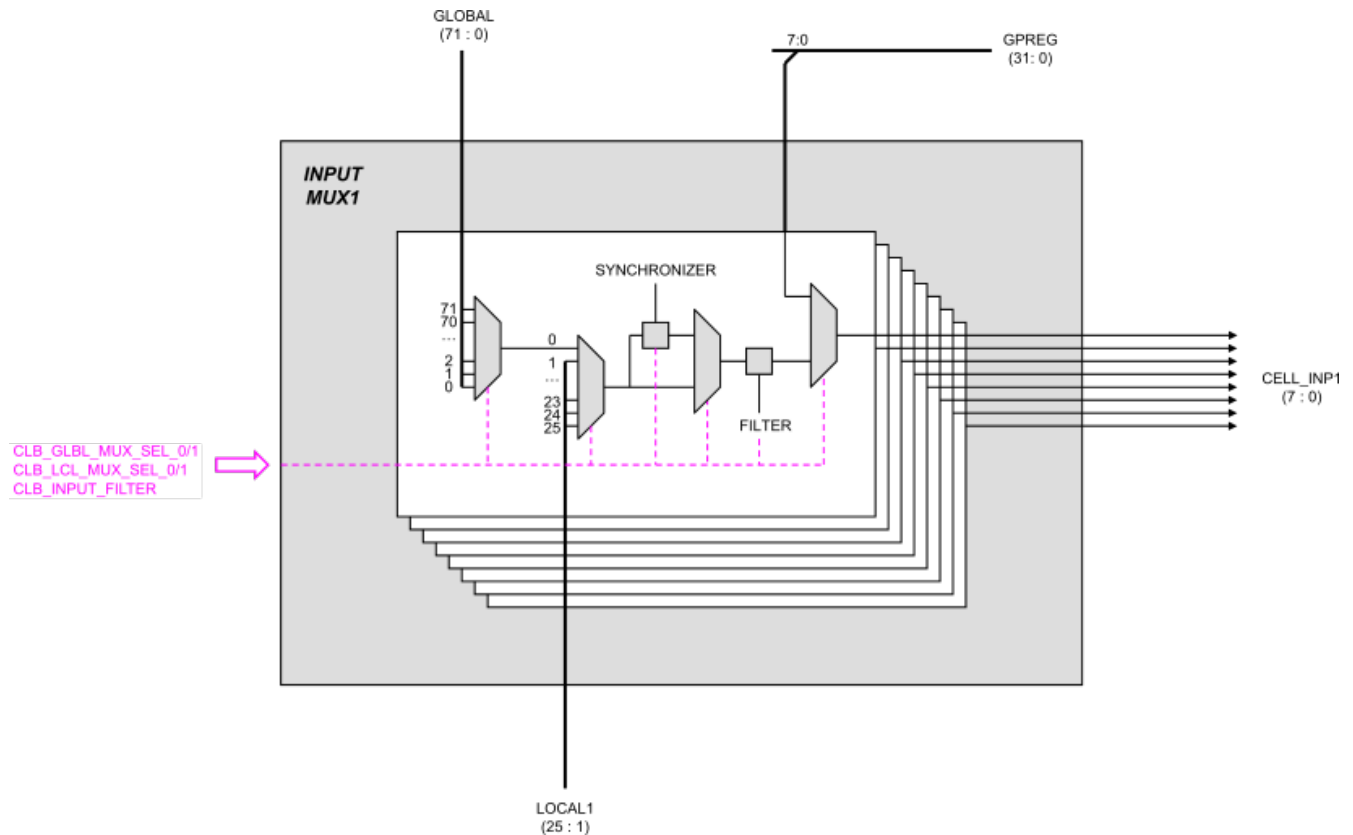 GLOBAL
(71 : 0)
7:0
GPREG
(31: 0)
INPUT
MUX1
SYNCHRONIZER
71
70
...
2
1
0
0
1
...
23
24
25
FILTER
CELL_INP1
(7 : 0)
CLB_GLBL_MUX_SEL_0/1
CLB_LCL_MUX_SEL_0/1
CLB_INPUT_FILTER
LOCAL1
(25 : 1)